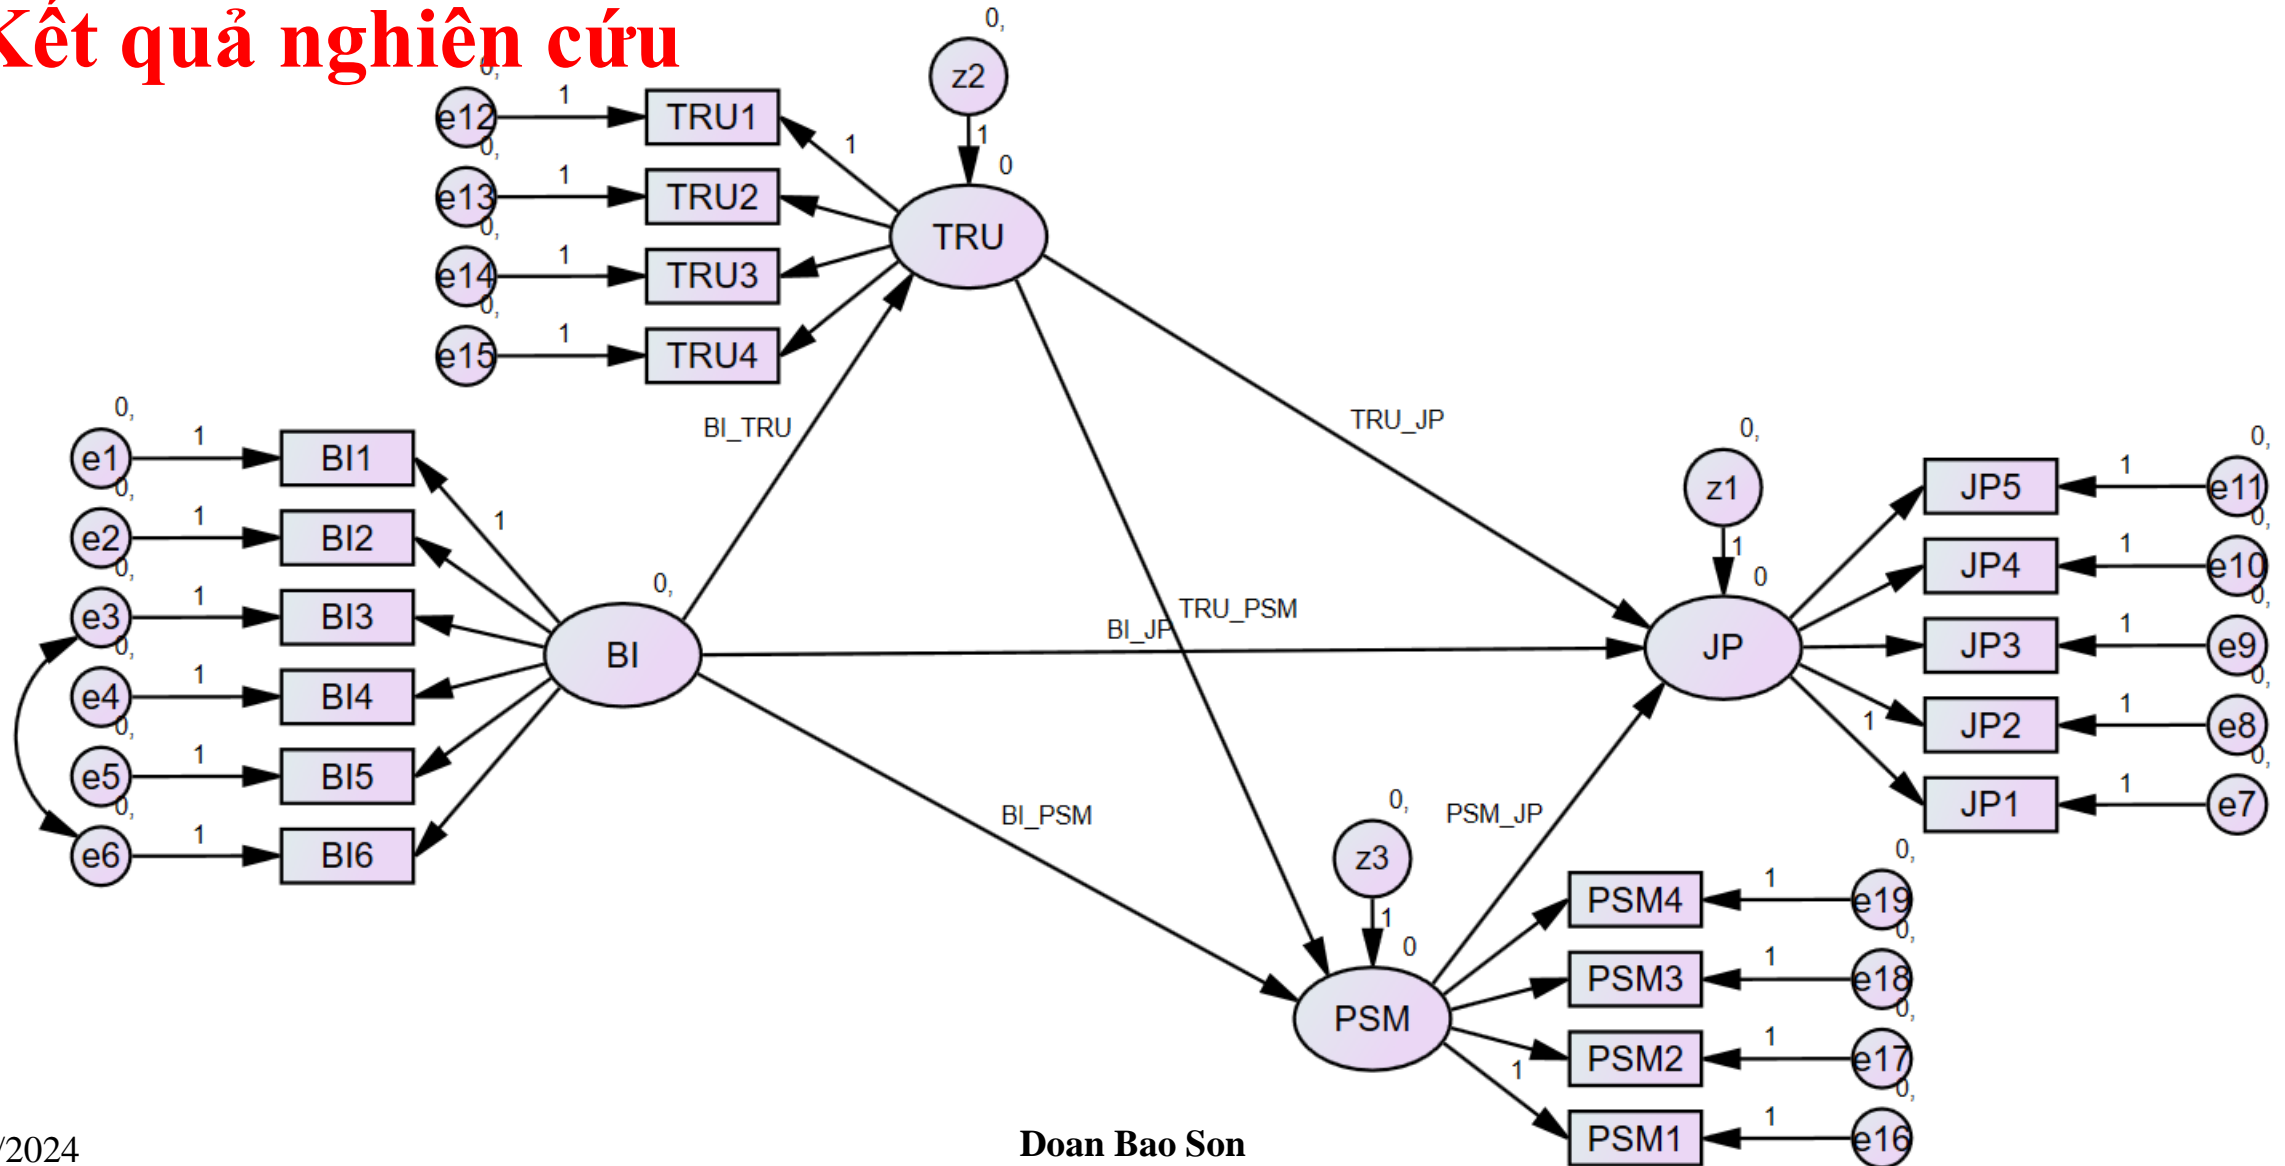 Kết quả nghiên cứu
0,
z2
1
0
TRU
0,
e12
1
TRU1
1
0,
e13
1
TRU2
0,
e14
1
TRU3
0,
e15
1
TRU4
BI_TRU
TRU_JP
TRU_PSM
BI_JP
BI_PSM
PSM_JP
0,
e1
1
BI1
1
0,
e2
1
BI2
0,
e3
1
BI3
0,
e4
1
BI4
0,
e5
1
BI5
0,
e6
1
BI6
0,
BI
0,
z1
1
0
JP
JP5
1
0,
e11
JP4
1
0,
e10
JP3
1
0,
e9
JP2
1
0,
e8
1
JP1
1
0,
e7
0,
z3
1
0
PSM
PSM4
1
0,
e19
PSM3
1
0,
e18
PSM2
1
0,
e17
1
PSM1
1
0,
e16
/2024
Doan Bao Son